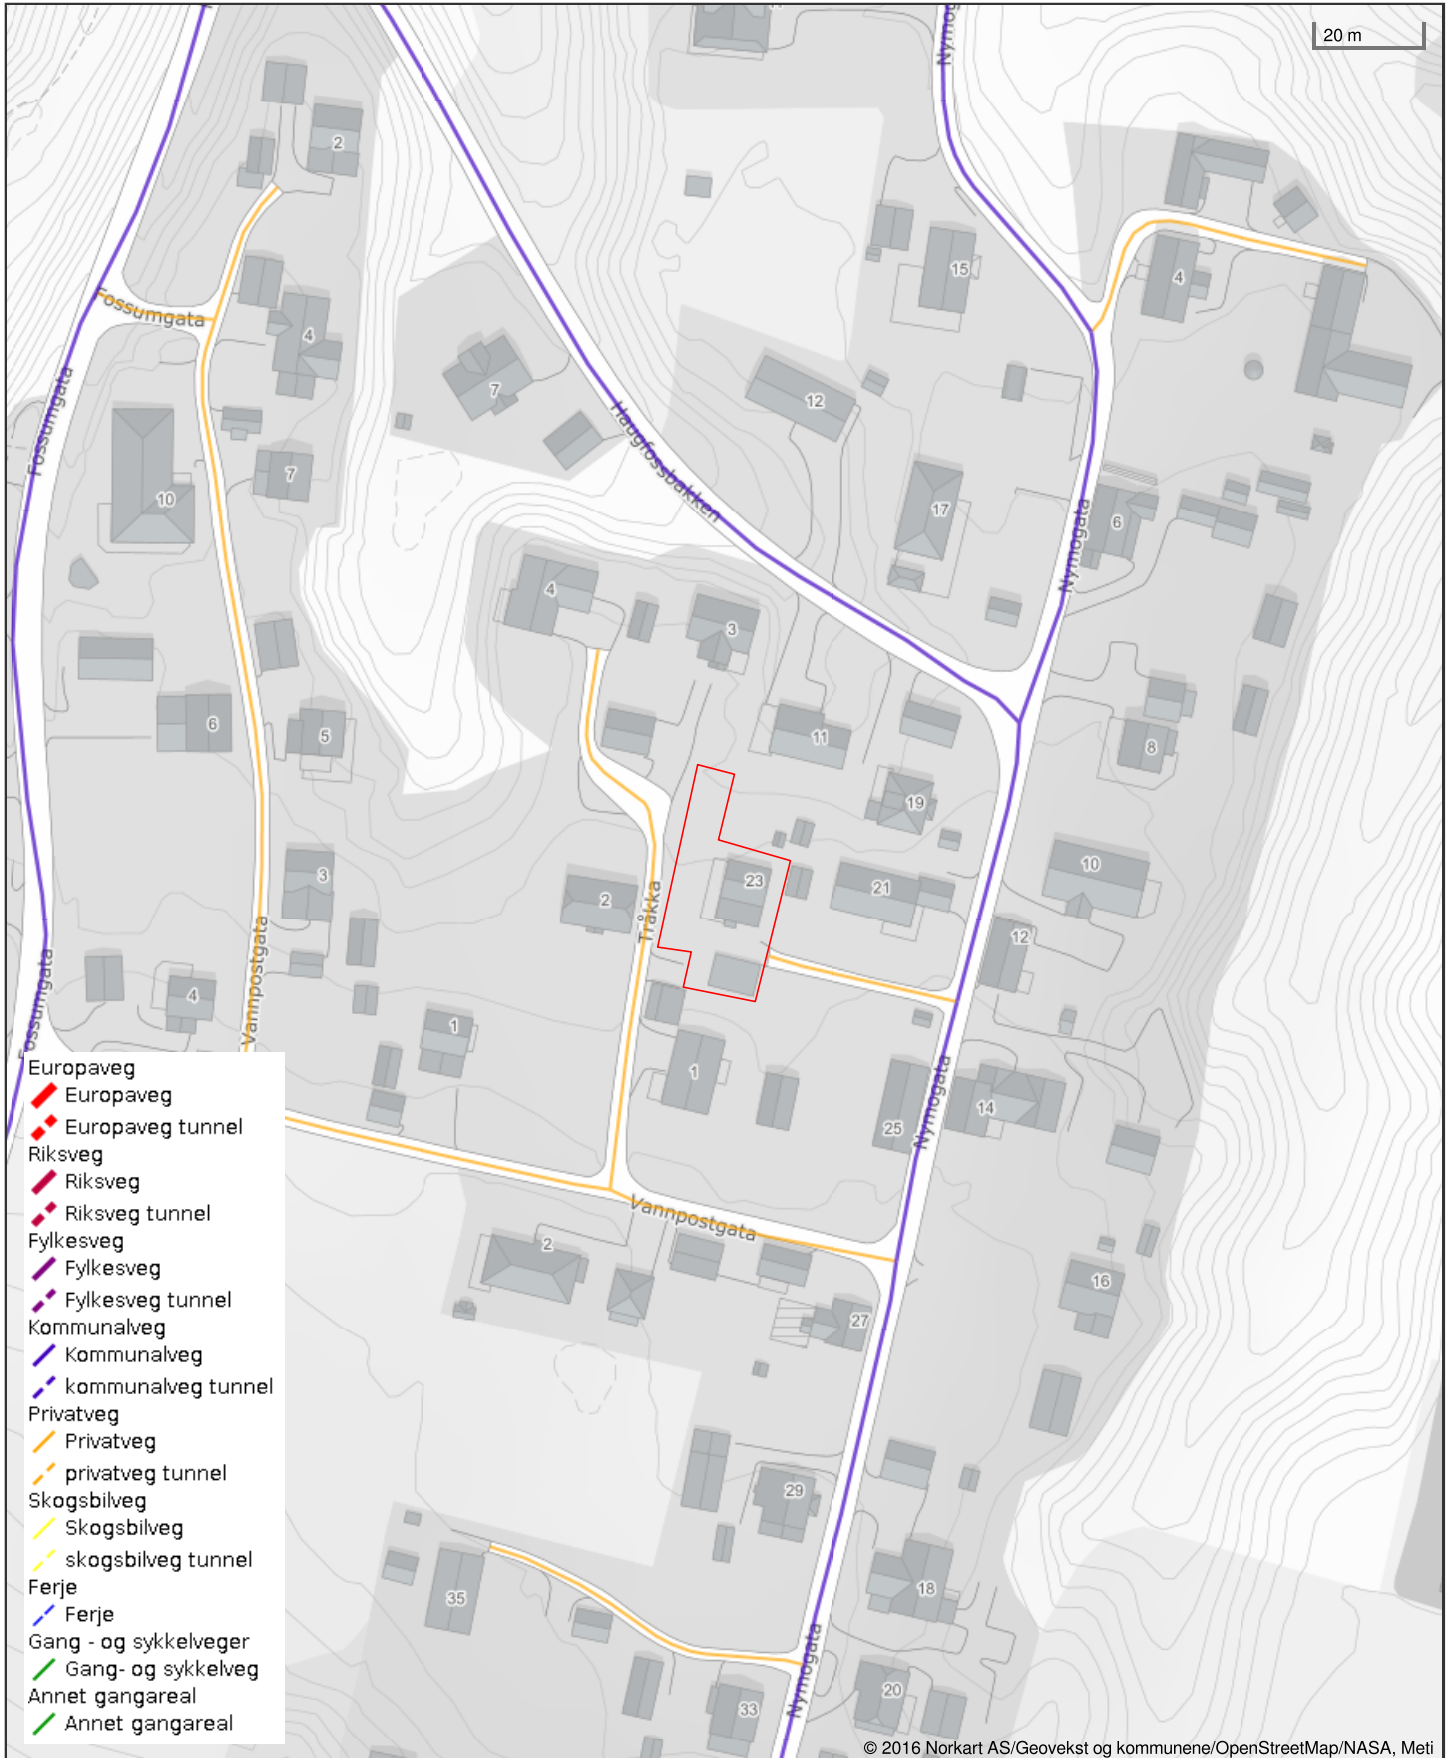 Nymog
20 m
2
15
4
Fossumgata
4
Fossumgata
7
12
Haugfossbakken
7
10
17
6
Nymogata
4
3
6
5
11
8
19
10
3
23
21
2
Tråkka
12
Fossumgata
Vannpostgata
4
1
1
14
25
Nymogata
Vannpostgata
2
16
27
29
18
35
Nymogata
20
33
Europaveg
Europaveg
Europaveg tunnel
Riksveg
Riksveg
Riksveg tunnel
Fylkesveg
Fylkesveg
Fylkesveg tunnel
Kommunalveg
Kommunalveg
kommunalveg tunnel
Privatveg
Privatveg
privatveg tunnel
Skogsbilveg
Skogsbilveg
skogsbilveg tunnel
Ferje
Ferje
Gang - og sykkelveger
Gang- og sykkelveg
Annet gangareal
Annet gangareal
© 2016 Norkart AS/Geovekst og kommunene/OpenStreetMap/NASA, Meti